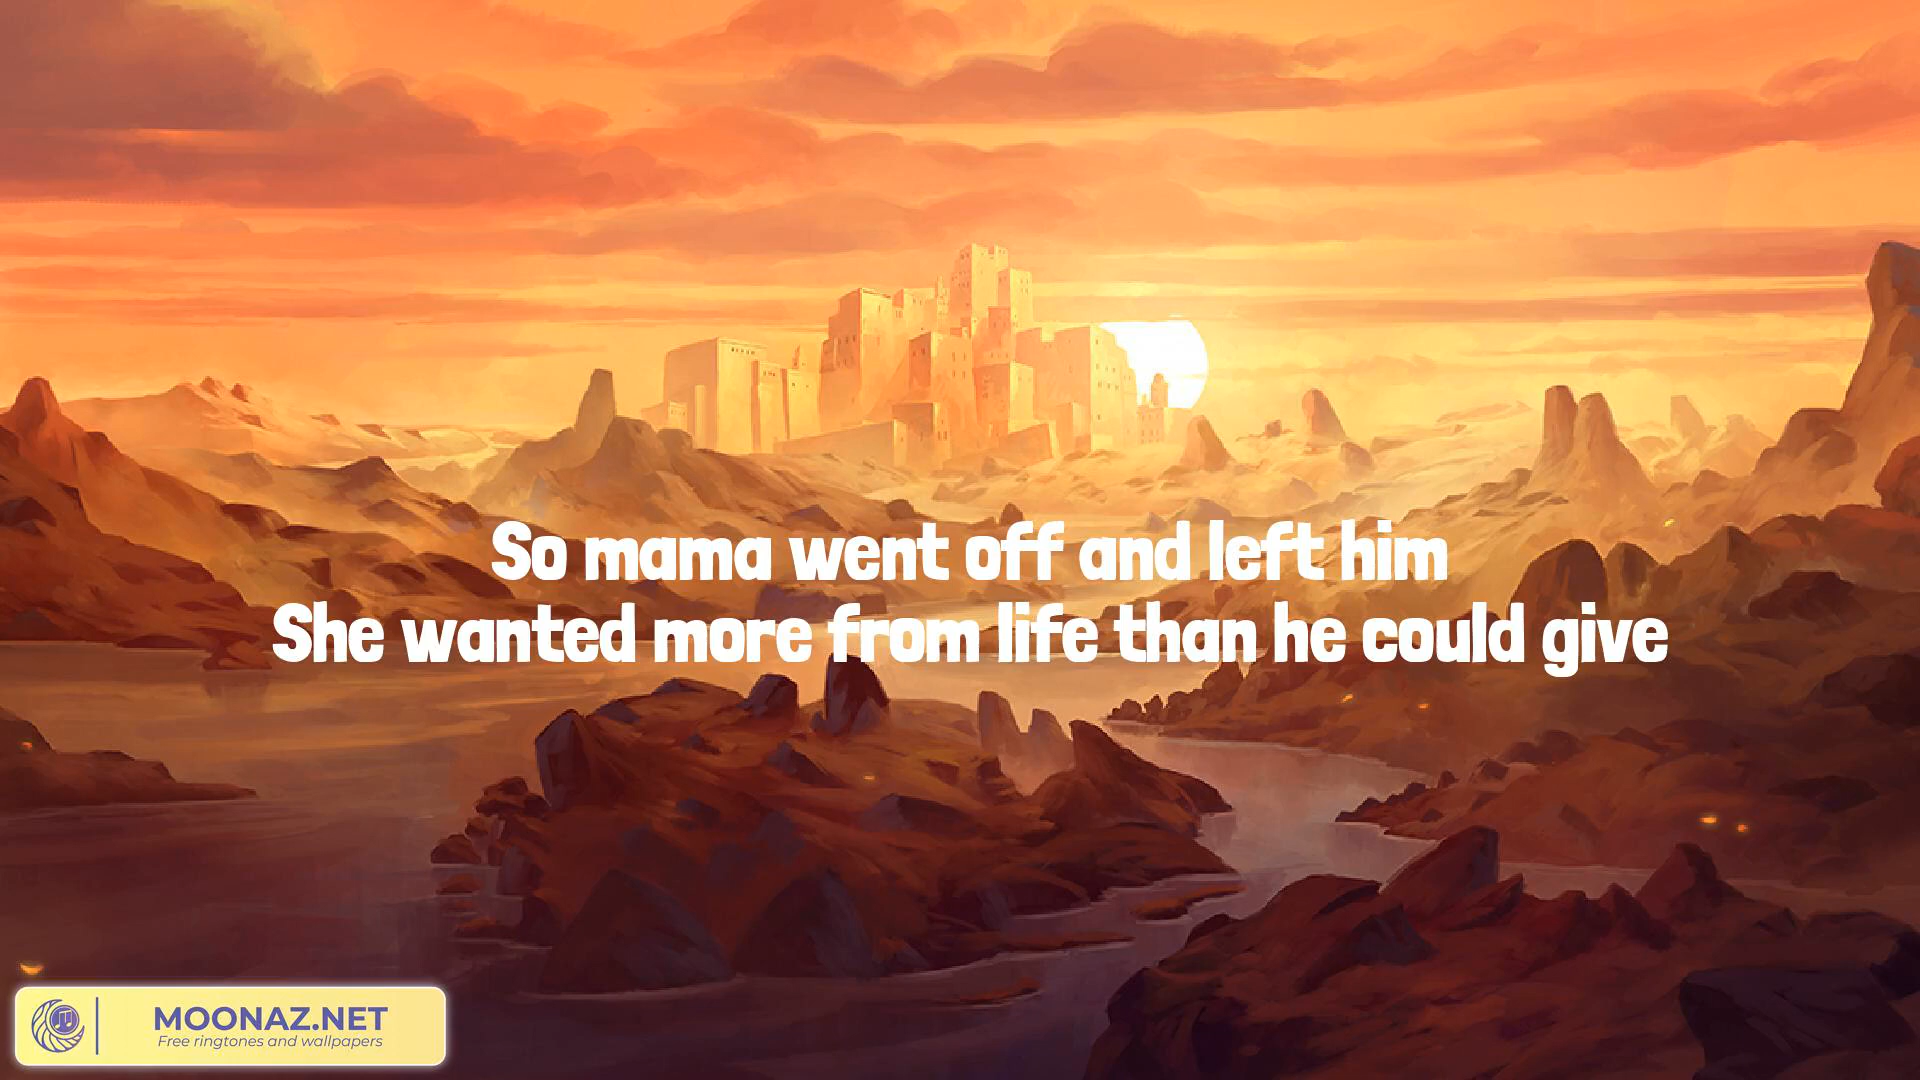 So mama went off and left him
She wanted more from life than he could give
MOONAZ.NET
Free ringtones and wallpapers